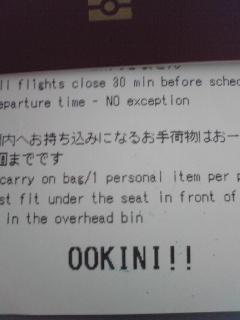 ll flights close 30 min before sched
eparture time - NO exception
内へお持ち込みになるお手荷物はお一
個までです
carry on bag/1 personal item per p
st fit under the seat in front of
in the overhead bin
OOKINI!!